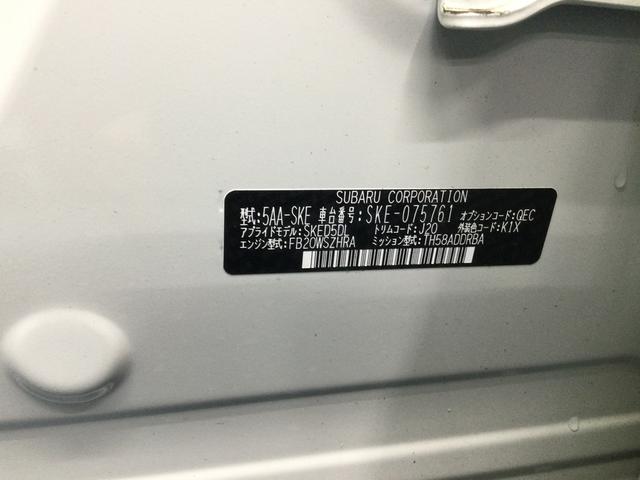 SUBARU CORPORATION
型式:5AA-SKE 車台番号:SKE-075761 オプションコード:QEC
アプライドモデル:SKED5DL トリムコード:J20 外装色コード:K1X
エンジン型式:FB20WSZHRA ミッション型式:TH58ADDRBA